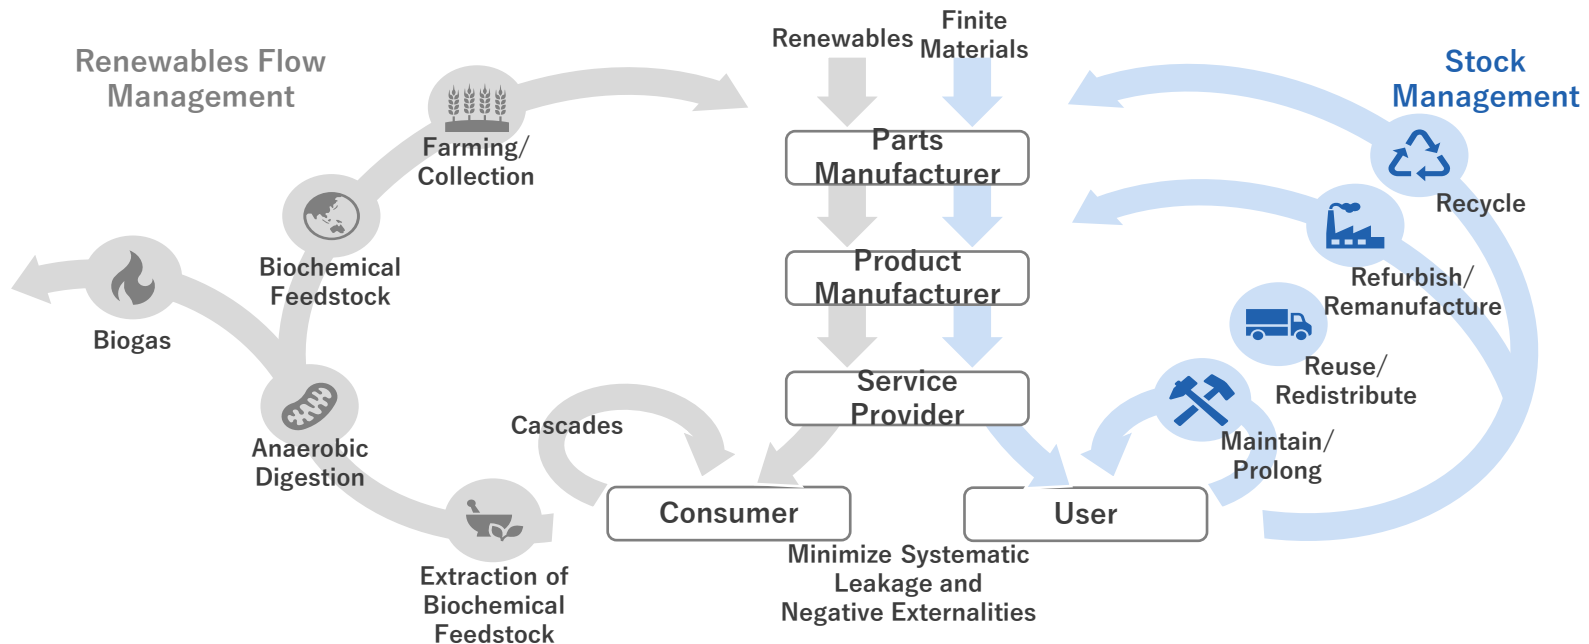 Renewables Flow
Management
Renewables
Finite
Materials
Stock
Management
Farming/
Collection
Parts
Manufacturer
Recycle
Biochemical
Feedstock
Product
Manufacturer
Refurbish/
Remanufacture
Biogas
Reuse/
Redistribute
Service
Provider
Cascades
Maintain/
Prolong
Anaerobic
Digestion
Consumer
User
Minimize Systematic
Leakage and
Negative Externalities
Extraction of
Biochemical
Feedstock